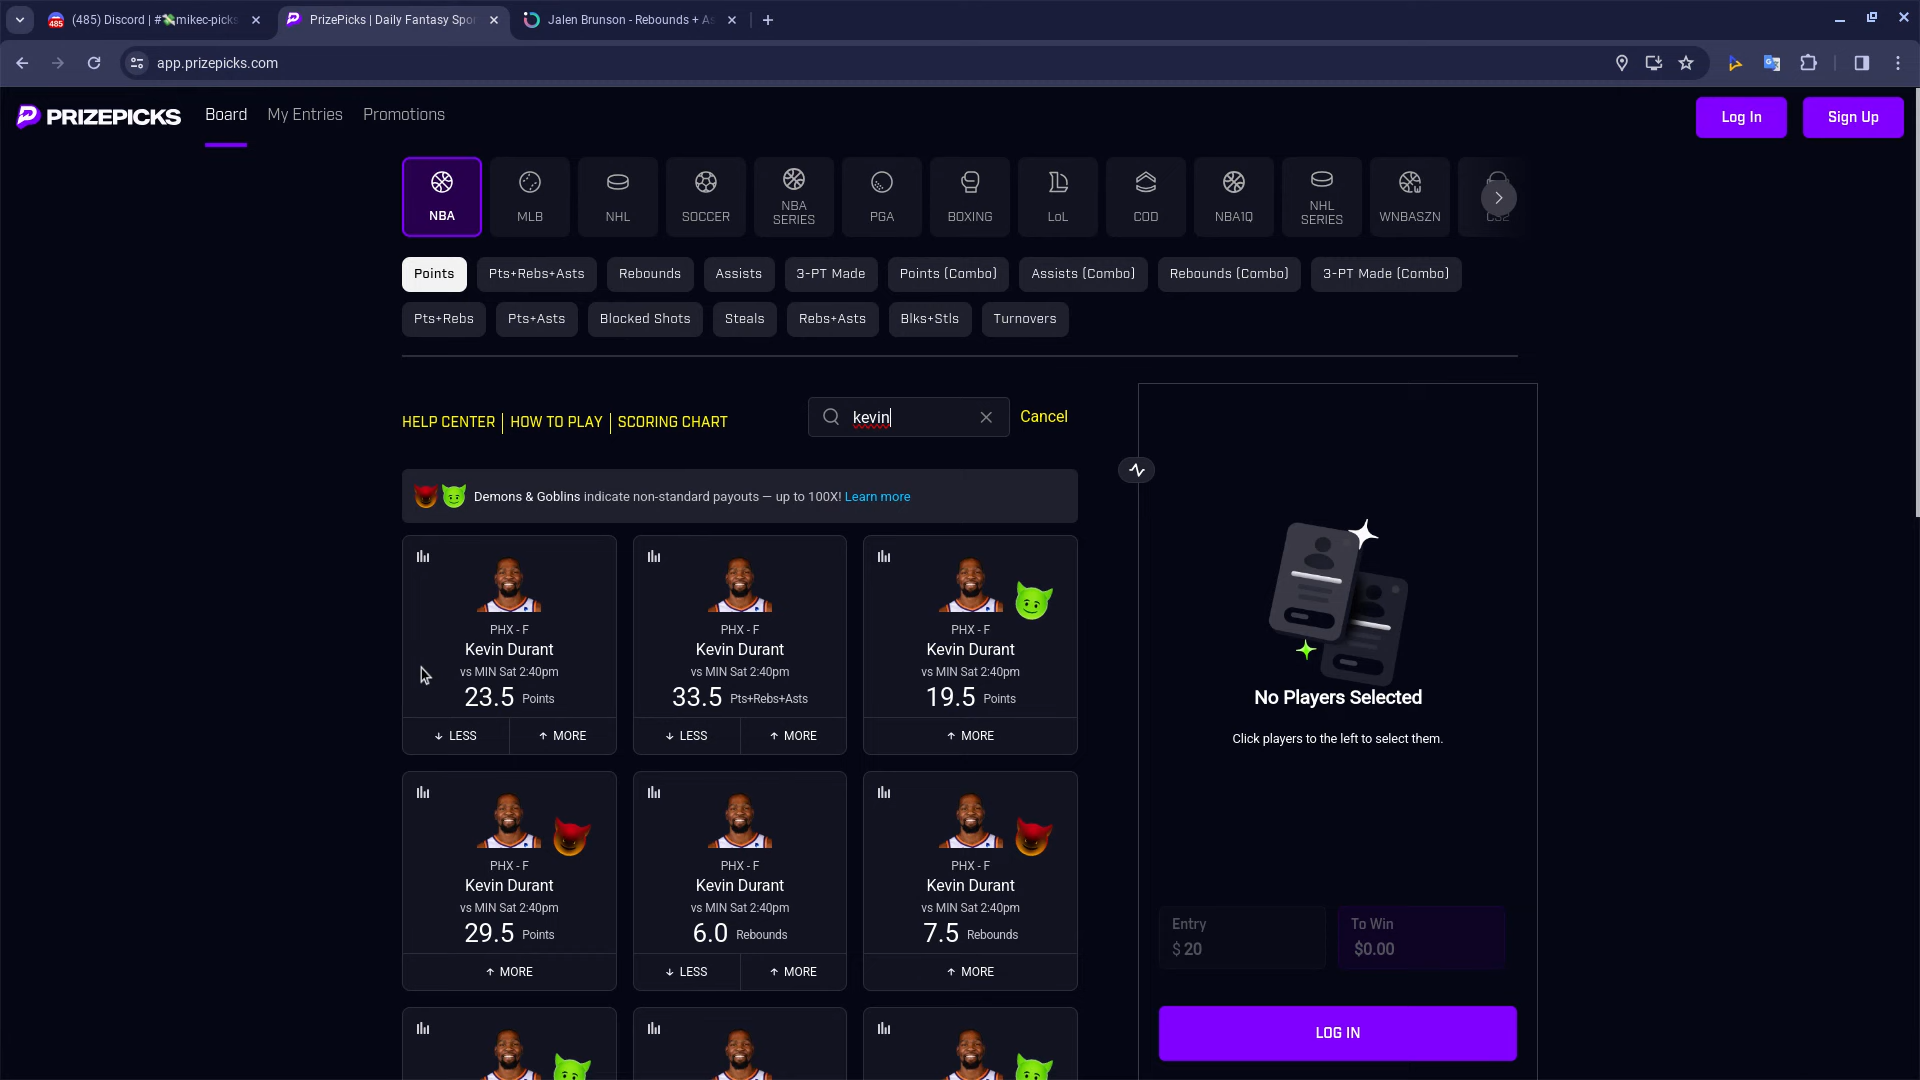 (485) Discord | #💸mikec-picks
PrizePicks | Daily Fantasy Spo
Jalen Brunson - Rebounds + As
app.prizepicks.com
PRIZEPICKS
Board
My Entries
Promotions
Log In
Sign Up
NBA
MLB
NHL
SOCCER
NBA
SERIES
PGA
BOXING
LoL
COD
NBA1Q
NHL
SERIES
WNBASZN
CS2
Points
Pts+Rebs+Asts
Rebounds
Assists
3-PT Made
Points (Combo)
Assists (Combo)
Rebounds (Combo)
3-PT Made (Combo)
Pts+Rebs
Pts+Asts
Blocked Shots
Steals
Rebs+Asts
Blks+Stls
Turnovers
HELP CENTER | HOW TO PLAY | SCORING CHART
kevin
Cancel
Demons & Goblins indicate non-standard payouts — up to 100X! Learn more
PHX - F
Kevin Durant
vs MIN Sat 2:40pm
23.5 Points
LESS
MORE
PHX - F
Kevin Durant
vs MIN Sat 2:40pm
33.5 Pts+Rebs+Asts
LESS
MORE
PHX - F
Kevin Durant
vs MIN Sat 2:40pm
19.5 Points
MORE
PHX - F
Kevin Durant
vs MIN Sat 2:40pm
29.5 Points
MORE
PHX - F
Kevin Durant
vs MIN Sat 2:40pm
6.0 Rebounds
LESS
MORE
PHX - F
Kevin Durant
vs MIN Sat 2:40pm
7.5 Rebounds
MORE
No Players Selected
Click players to the left to select them.
Entry
$ 20
To Win
$0.00
LOG IN